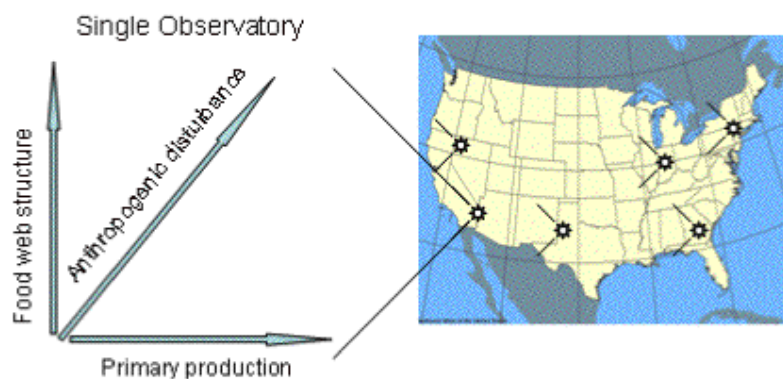 Single Observatory
Food web structure
Anthropogenic disturbance
Primary production